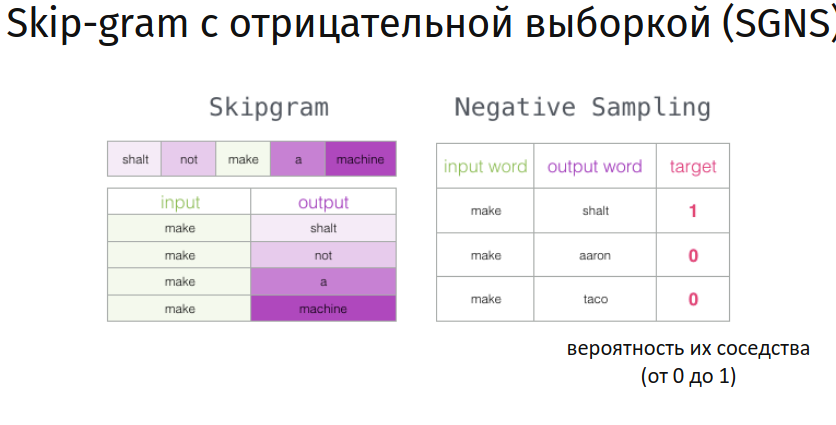 Skip-gram с отрицательной выборкой (SGNS)
Skipgram
shalt not make a machine
input output
make shalt
make not
make a
make machine
Negative Sampling
input word output word target
make shalt 1
make aaron 0
make taco 0
вероятность их соседства
(от 0 до 1)